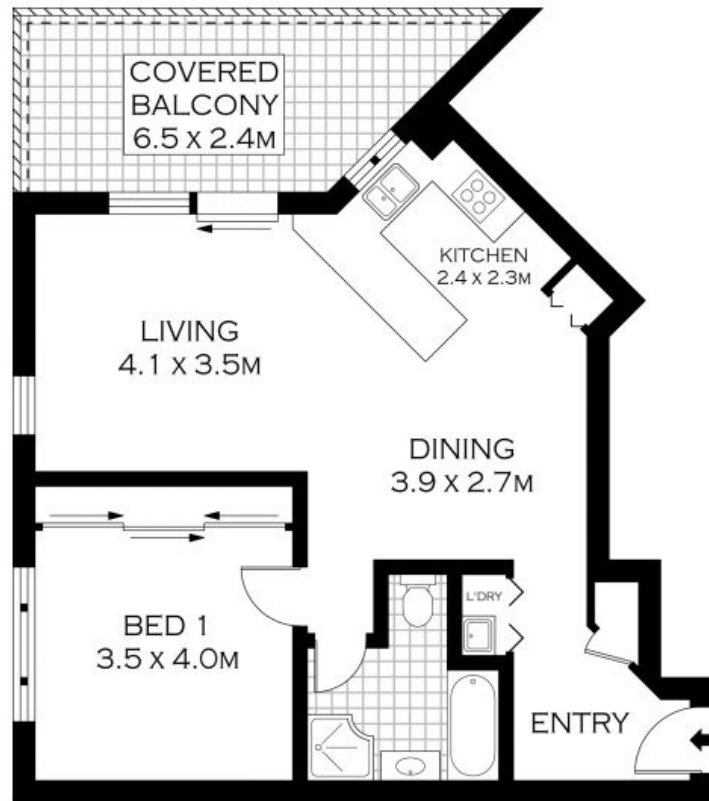 COVERED
BALCONY
6.5 X 2.4M
KITCHEN
2.4 X 2.3M
LIVING
4.1 X 3.5M
DINING
3.9 X 2.7M
L'DRY
BED 1
3.5 X 4.0M
ENTRY